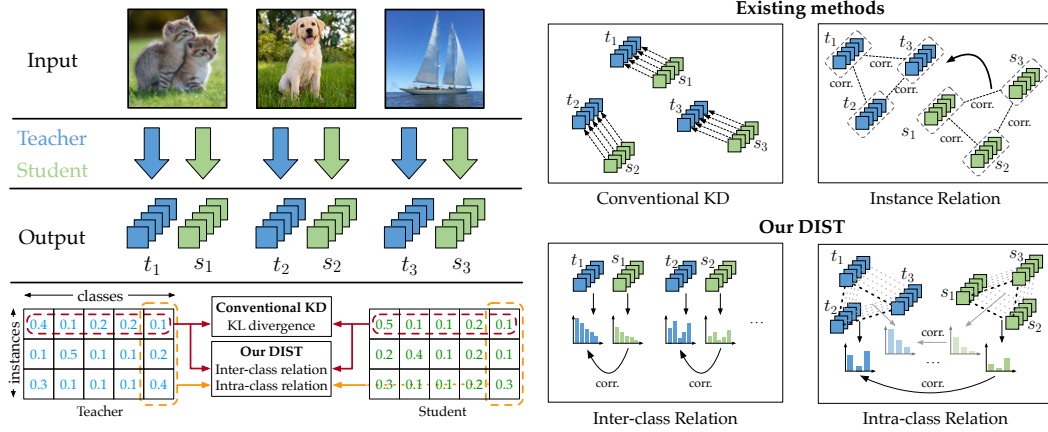 Input
Teacher
Student
Output
t1 s1 t2 s2 t3 s3
classes
instances
0.4 0.1 0.2 0.2 0.1
0.1 0.5 0.1 0.1 0.2
0.3 0.1 0.1 0.1 0.4
Teacher
Conventional KD
KL divergence
Our DIST
Inter-class relation
Intra-class relation
0.5 0.1 0.1 0.2 0.1
0.2 0.4 0.1 0.2 0.1
0.3 0.1 0.1 0.2 0.3
Student
Existing methods
t1 s1
t2 s2
t3 s3
Conventional KD
t1 t3 t2
corr. corr. corr.
s3 s1 s2
corr. corr. corr.
Instance Relation
Our DIST
t1 s1 t2 s2
...
corr. corr.
Inter-class Relation
t1 t3 t2
s3 s1 s2
corr.
...
corr.
Intra-class Relation